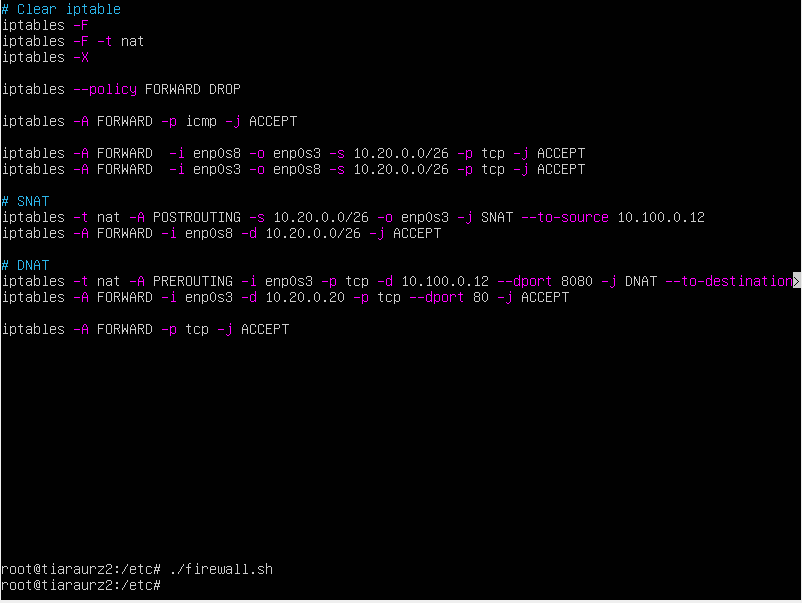 # Clear iptable
iptables -F
iptables -F -t nat
iptables -X
iptables --policy FORWARD DROP
iptables -A FORWARD -p icmp -j ACCEPT
iptables -A FORWARD  -i enp0s8 -o enp0s3 -s 10.20.0.0/26 -p tcp -j ACCEPT
iptables -A FORWARD  -i enp0s3 -o enp0s8 -s 10.20.0.0/26 -p tcp -j ACCEPT
# SNAT
iptables -t nat -A POSTROUTING -s 10.20.0.0/26 -o enp0s3 -j SNAT --to-source 10.100.0.12
iptables -A FORWARD -i enp0s8 -d 10.20.0.0/26 -j ACCEPT
# DNAT
iptables -t nat -A PREROUTING -i enp0s3 -p tcp -d 10.100.0.12 --dport 8080 -j DNAT --to-destination>
iptables -A FORWARD -i enp0s3 -d 10.20.0.20 -p tcp --dport 80 -j ACCEPT
iptables -A FORWARD -p tcp -j ACCEPT
root@tiaraurz2:/etc# ./firewall.sh
root@tiaraurz2:/etc#